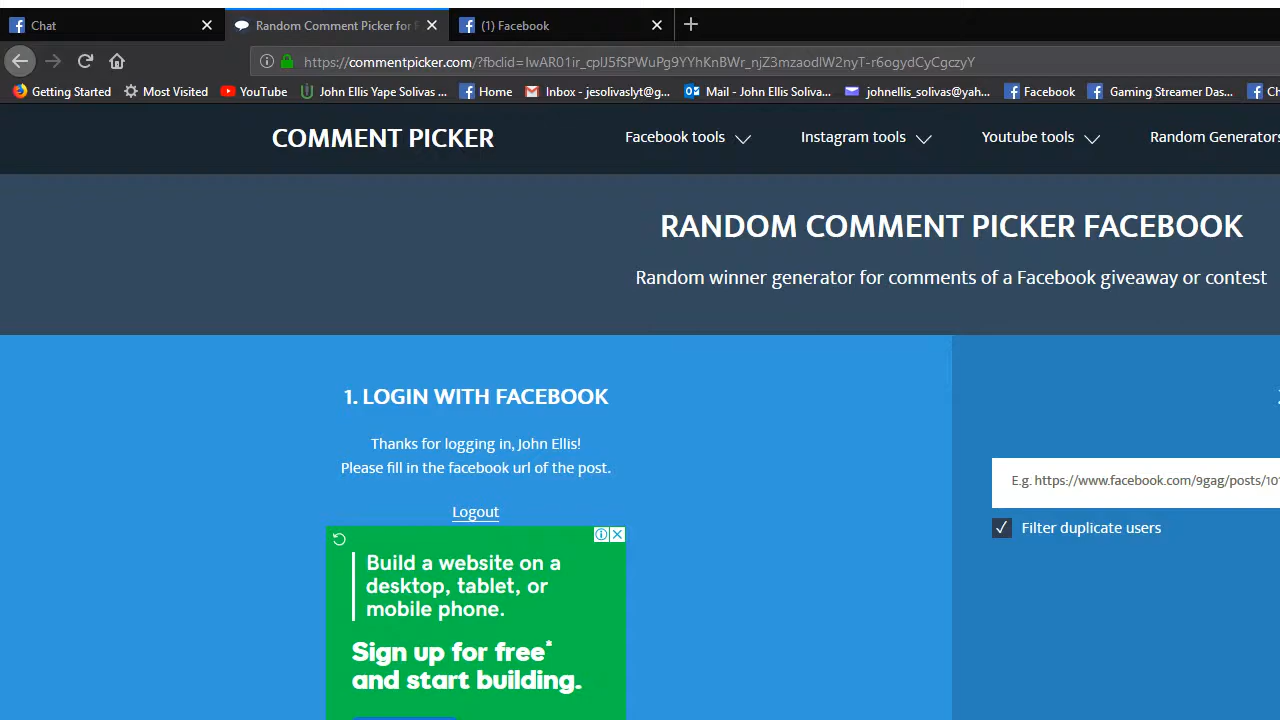 Chat
Random Comment Picker for F
(1) Facebook
https://commentpicker.com/?fbclid=IwAR01ir_cplJ5fSPWuPg9YYhKnBWr_njZ3mzaodlW2nyT-r6ogydCyCgczyY
Getting Started
Most Visited
YouTube
John Ellis Yape Solivas ...
Home
Inbox - jesolivaslyt@g...
Mail - John Ellis Soliva...
johnellis_solivas@yah...
Facebook
Gaming Streamer Das...
Ch
COMMENT PICKER
Facebook tools
Instagram tools
Youtube tools
Random Generators
RANDOM COMMENT PICKER FACEBOOK
Random winner generator for comments of a Facebook giveaway or contest
1. LOGIN WITH FACEBOOK
Thanks for logging in, John Ellis!
Please fill in the facebook url of the post.
Logout
E.g. https://www.facebook.com/9gag/posts/101
Filter duplicate users
Build a website on a
desktop, tablet, or
mobile phone.
Sign up for free*
and start building.